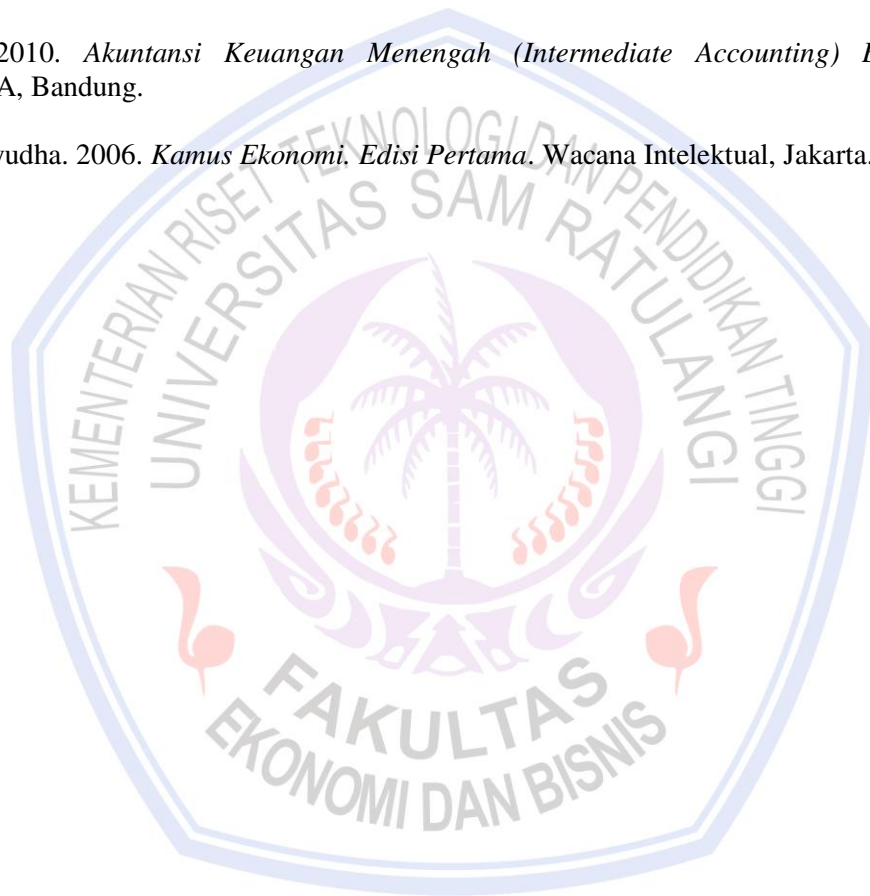 2010. Akuntansi Keuangan Menengah (Intermediate Accounting)
A, Bandung.
yudha. 2006. Kamus Ekonomi. Edisi Pertama. Wacana Intelektual, Jakarta.
KEMENTERIAN RISET TEKNOLOGI DAN PENDIDIKAN TINGGI
UNIVERSITAS SAM RATULANGI
FAKULTAS
EKONOMI DAN BISNIS